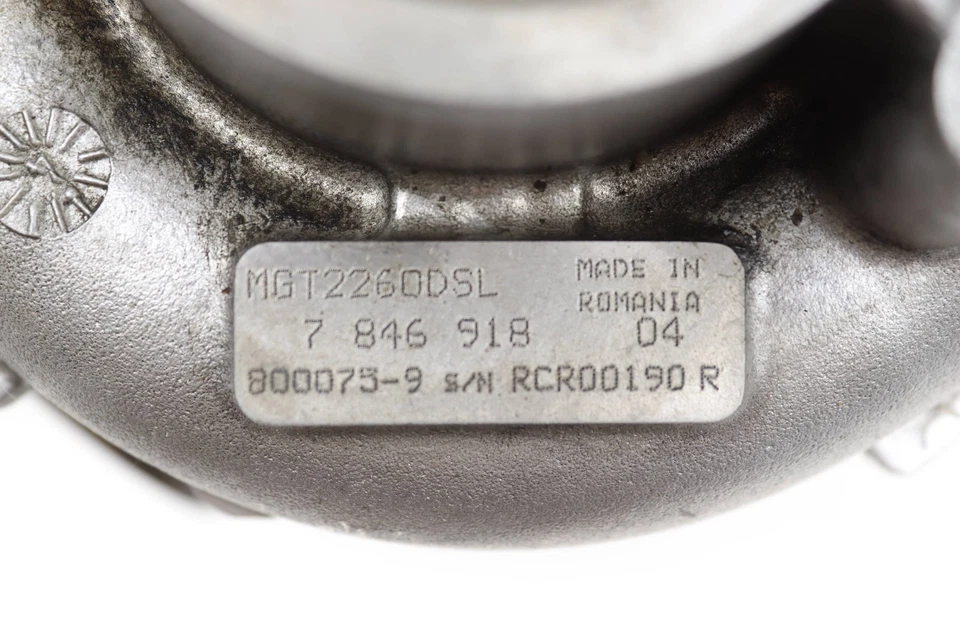 MGT2260DSL MADE IN
ROMANIA
7 846 918 04
800075-9 S/N RCR00190 R